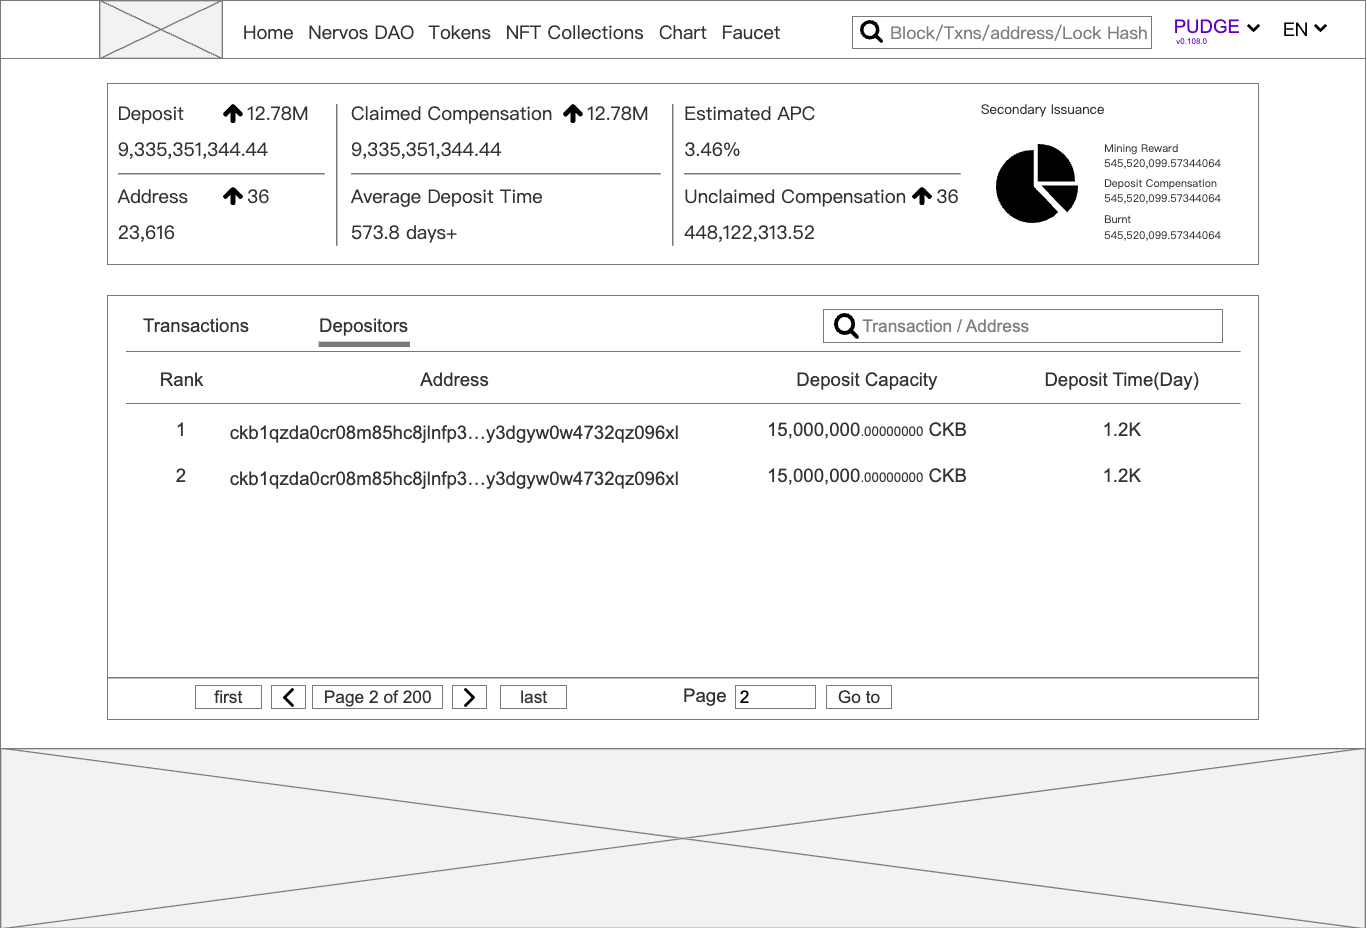 Home Nervos DAO Tokens NFT Collections Chart Faucet Block/Txns/address/Lock Hash PUDGE EN
v0.108.0
Deposit 12.78M Claimed Compensation 12.78M Estimated APC Secondary Issuance
9,335,351,344.44 9,335,351,344.44 3.46%
Mining Reward
545,520,099.57344064
Address 36 Average Deposit Time Unclaimed Compensation 36
Deposit Compensation
545,520,099.57344064
23,616 573.8 days+ 448,122,313.52
Burnt
545,520,099.57344064
Transactions Depositors Transaction / Address
Rank Address Deposit Capacity Deposit Time(Day)
1 ckb1qzda0cr08m85hc8jlnfp3...y3dgyw0w4732qz096xl 15,000,000.00000000 CKB 1.2K
2 ckb1qzda0cr08m85hc8jlnfp3...y3dgyw0w4732qz096xl 15,000,000.00000000 CKB 1.2K
first Page 2 of 200 last Page 2 Go to